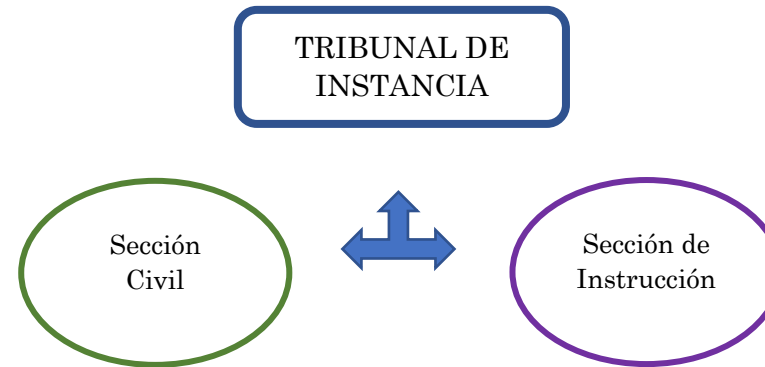 TRIBUNAL DE
INSTANCIA
Sección
Civil
Sección de
Instrucción